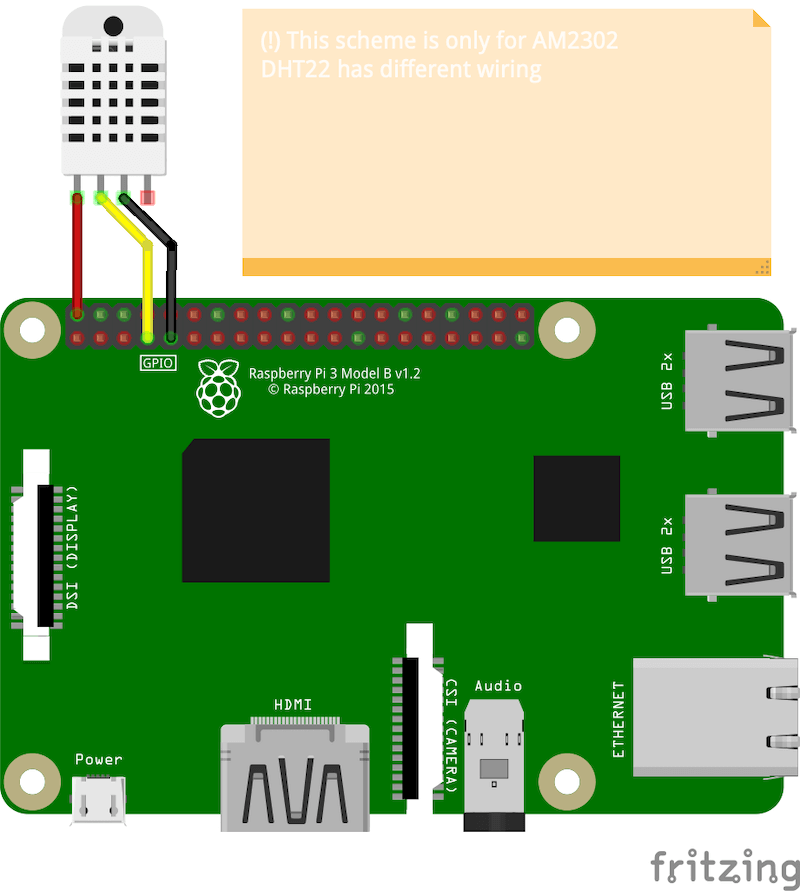 (!) This scheme is only for AM2302
DHT22 has different wiring
GPIO
Raspberry Pi 3 Model B v1.2
© Raspberry Pi 2015
USB 2x
DSI (DISPLAY)
USB 2x
HDMI
CSI (CAMERA)
Audio
ETHERNET
Power
fritzing